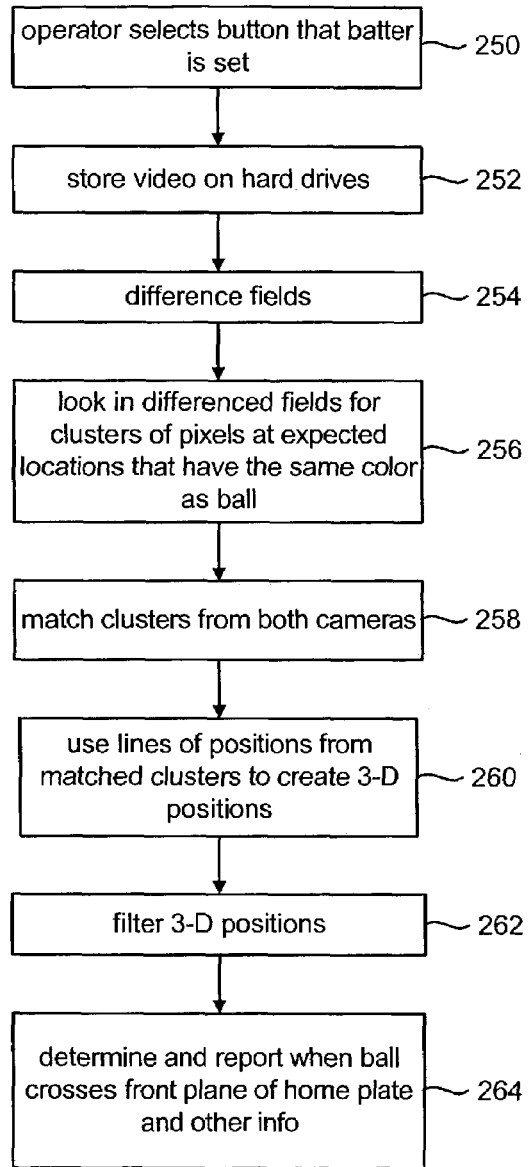 operator selects button that batter
is set
250
store video on hard drives
252
difference fields
254
look in differenced fields for
clusters of pixels at expected
locations that have the same color
as ball
256
match clusters from both cameras
258
use lines of positions from
matched clusters to create 3-D
positions
260
filter 3-D positions
262
determine and report when ball
crosses front plane of home plate
and other info
264